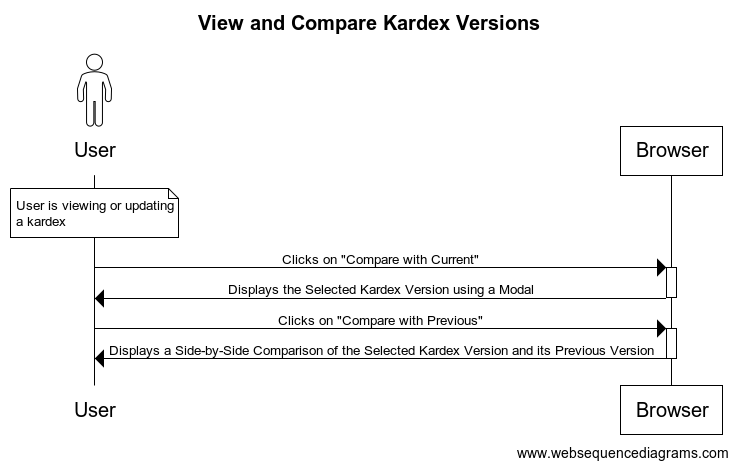 View and Compare Kardex Versions
User
Browser
User is viewing or updating
a kardex
Clicks on "Compare with Current"
Displays the Selected Kardex Version using a Modal
Clicks on "Compare with Previous"
Displays a Side-by-Side Comparison of the Selected Kardex Version and its Previous Version
User
Browser
www.websequencediagrams.com